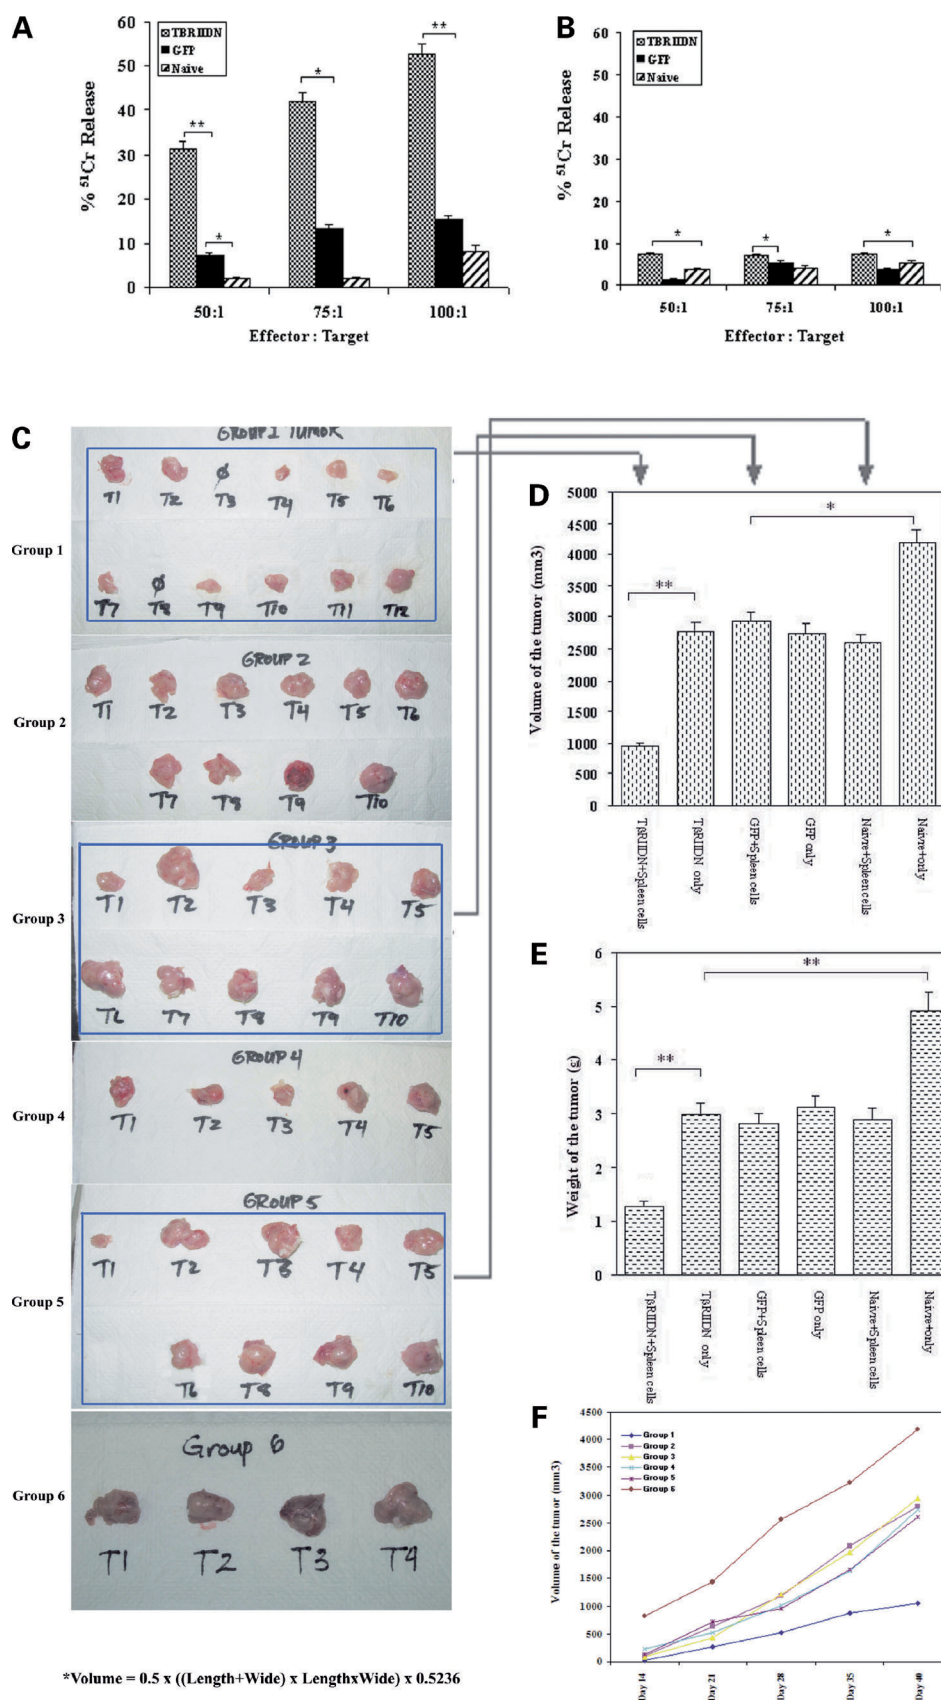 A
60
50
40
30
20
10
0
% ⁵¹Cr Release
TBRIIDN
GFP
Naive
**
*
*
**
50:1 75:1 100:1
Effector : Target
B
60
50
40
30
20
10
0
% ⁵¹Cr Release
TBRIIDN
GFP
Naive
*
*
*
50:1 75:1 100:1
Effector : Target
C
Group 1
GROUP 1 TUMOR
T1 T2 T3 T4 T5 T6
T7 T8 T9 T10 T11 T12
Group 2
GROUP 2
T1 T2 T3 T4 T5 T6
T7 T8 T9 T10
Group 3
GROUP 3
T1 T2 T3 T4 T5
T6 T7 T8 T9 T10
Group 4
GROUP 4
T1 T2 T3 T4 T5
Group 5
GROUP 5
T1 T2 T3 T4 T5
T6 T8 T9 T10
Group 6
Group 6
T1 T2 T3 T4
*Volume = 0.5 x ((Length+Wide) x LengthxWide) x 0.5236
D
5000
4500
4000
3500
3000
2500
2000
1500
1000
500
0
Volume of the tumor (mm3)
**
*
TβRIIDN+Spleen cells
TβRIIDN only
GFP+Spleen cells
GFP only
Naivre+Spleen cells
Naivre+only
E
6
5
4
3
2
1
0
Weight of the tumor (g)
**
**
TβRIIDN+Spleen cells
TβRIIDN only
GFP+Spleen cells
GFP only
Naivre+Spleen cells
Naivre+only
F
4500
4000
3500
3000
2500
2000
1500
1000
500
0
Volume of the tumor (mm3)
Group 1
Group 2
Group 3
Group 4
Group 5
Group 6
Day 14
Day 21
Day 28
Day 35
Day 40